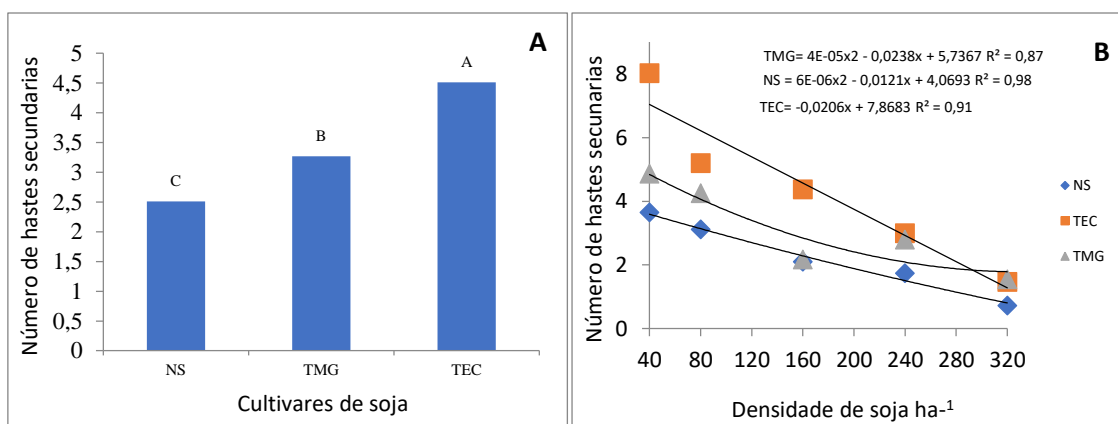 A
Número de hastes secundarias
5
4,5
4
3,5
3
2,5
2
1,5
1
0,5
0
C
B
A
NS
TMG
TEC
Cultivares de soja
B
Número de hastes secunarias
8
6
4
2
0
TMG= 4E-05x2 - 0,0238x + 5,7367 R² = 0,87
NS = 6E-06x2 - 0,0121x + 4,0693 R² = 0,98
TEC= -0,0206x + 7,8683 R² = 0,91
NS
TEC
TMG
40 80 160 200 240 320
Densidade de soja ha-¹